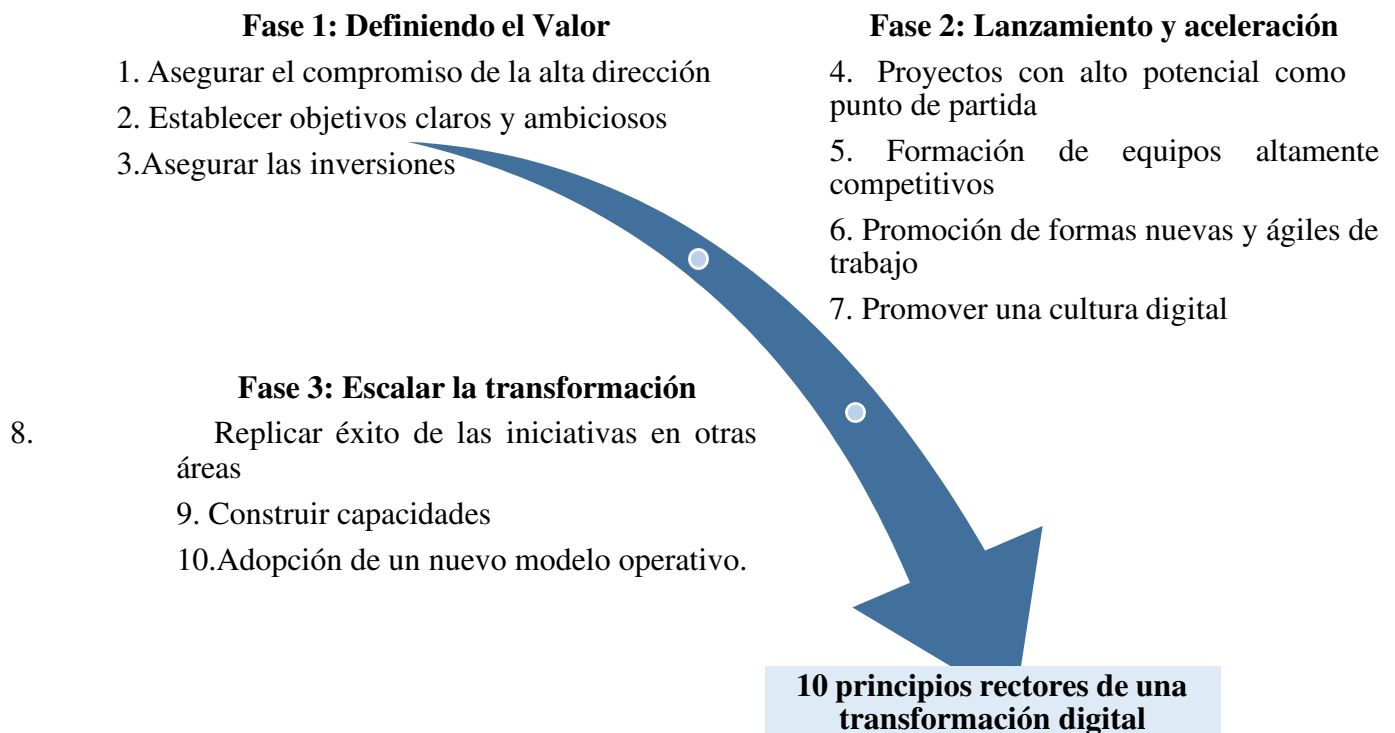 Fase 1: Definiendo el Valor
1. Asegurar el compromiso de la alta dirección
2. Establecer objetivos claros y ambiciosos
3.Asegurar las inversiones
Fase 2: Lanzamiento y aceleración
4. Proyectos con alto potencial como
punto de partida
5. Formación de equipos altamente
competitivos
6. Promoción de formas nuevas y ágiles de
trabajo
7. Promover una cultura digital
Fase 3: Escalar la transformación
8. Replicar éxito de las iniciativas en otras
áreas
9. Construir capacidades
10.Adopción de un nuevo modelo operativo.
10 principios rectores de una
transformación digital